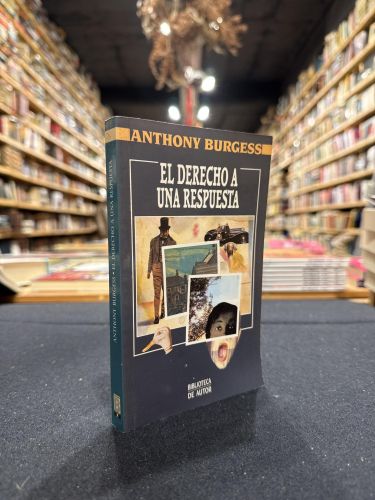 ANTHONY BURGESS
EL DERECHO A
UNA RESPUESTA
BIBLIOTECA
DE AUTOR
ANTHONY BURGESS • EL DERECHO A UNA RESPUESTA